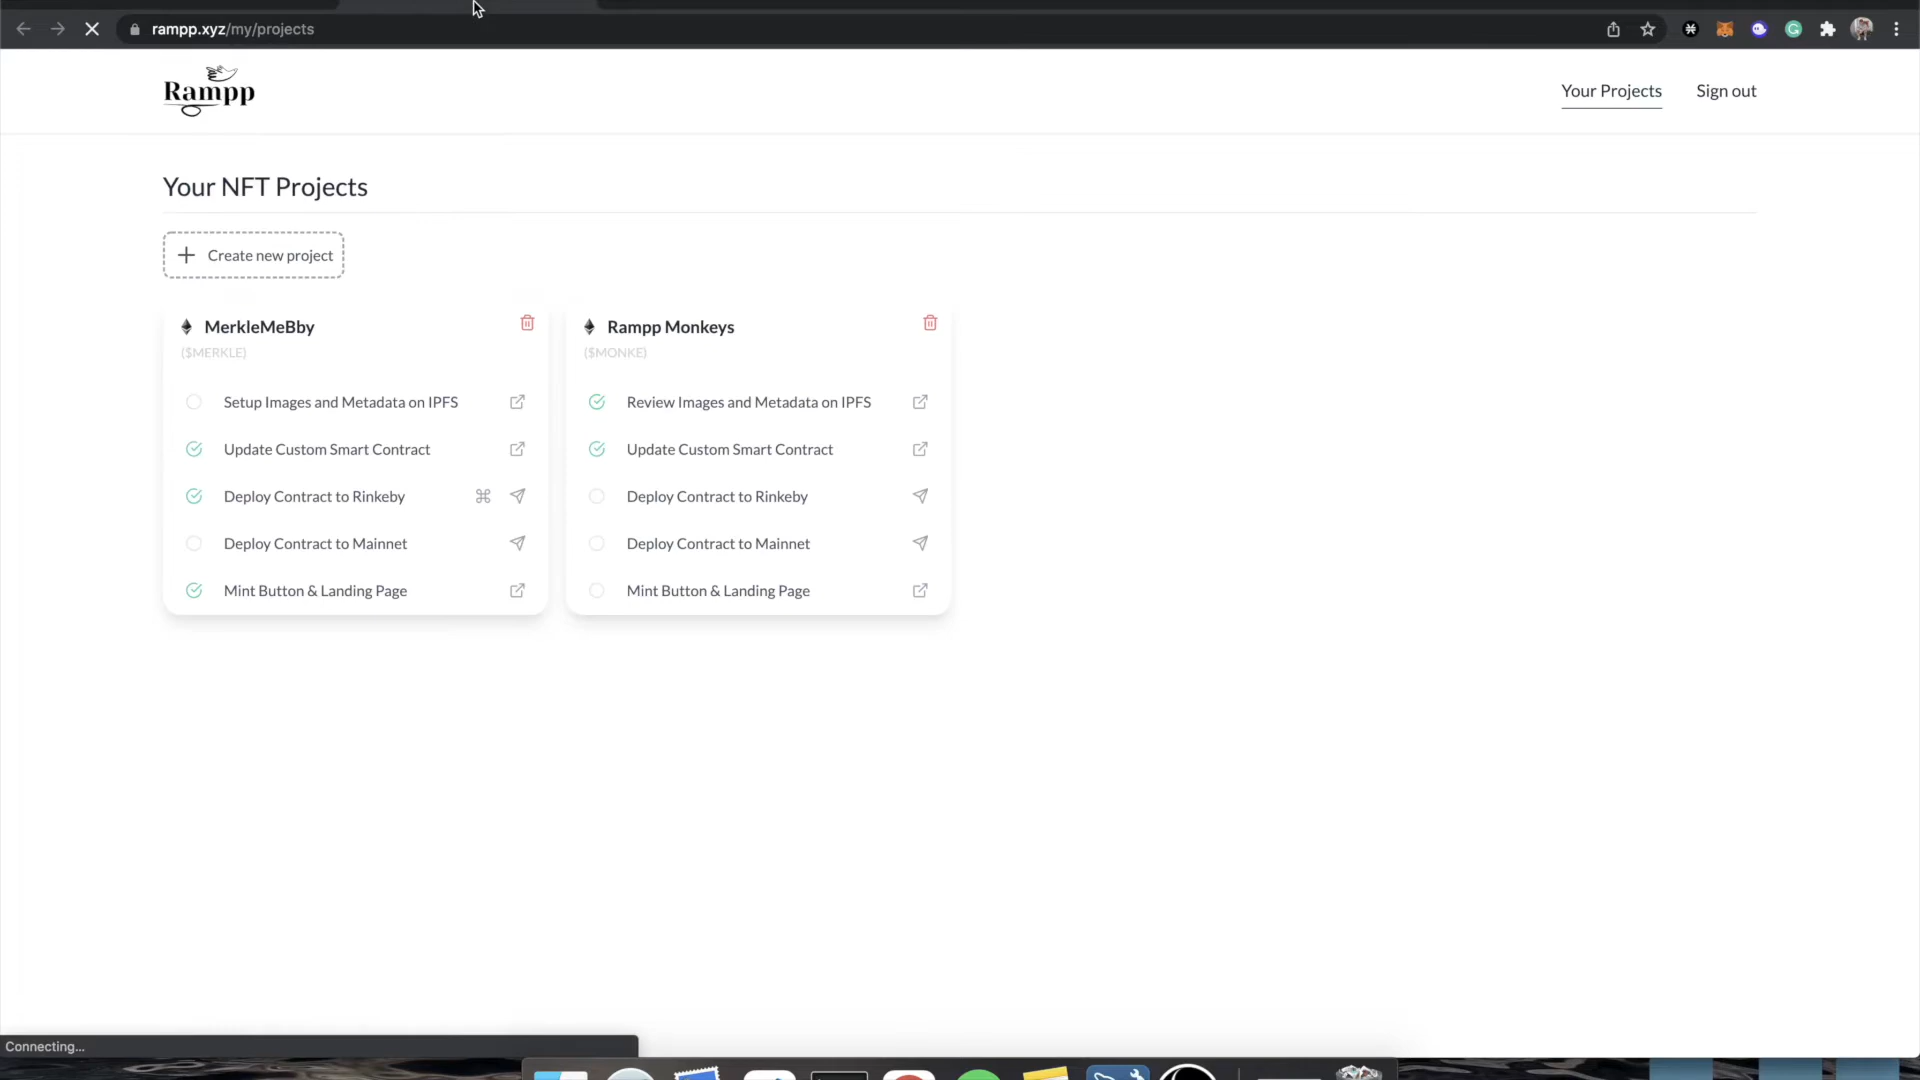 rampp.xyz/my/projects
Rampp
Your Projects
Sign out
Your NFT Projects
Create new project
MerkleMeBby
($MERKLE)
Setup Images and Metadata on IPFS
Update Custom Smart Contract
Deploy Contract to Rinkeby
Deploy Contract to Mainnet
Mint Button & Landing Page
Rampp Monkeys
($MONKE)
Review Images and Metadata on IPFS
Update Custom Smart Contract
Deploy Contract to Rinkeby
Deploy Contract to Mainnet
Mint Button & Landing Page
Connecting...